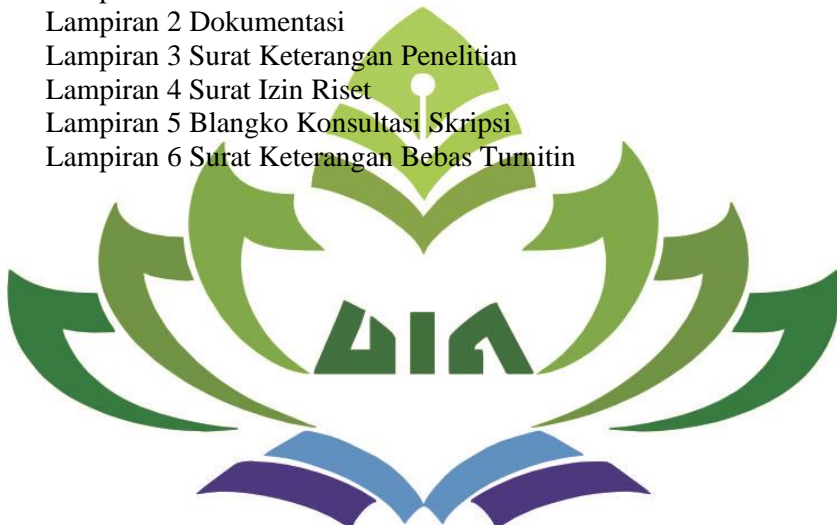 Lampiran 2 Dokumentasi
Lampiran 3 Surat Keterangan Penelitian
Lampiran 4 Surat Izin Riset
Lampiran 5 Blangko Konsultasi Skripsi
Lampiran 6 Surat Keterangan Bebas Turnitin
UIN